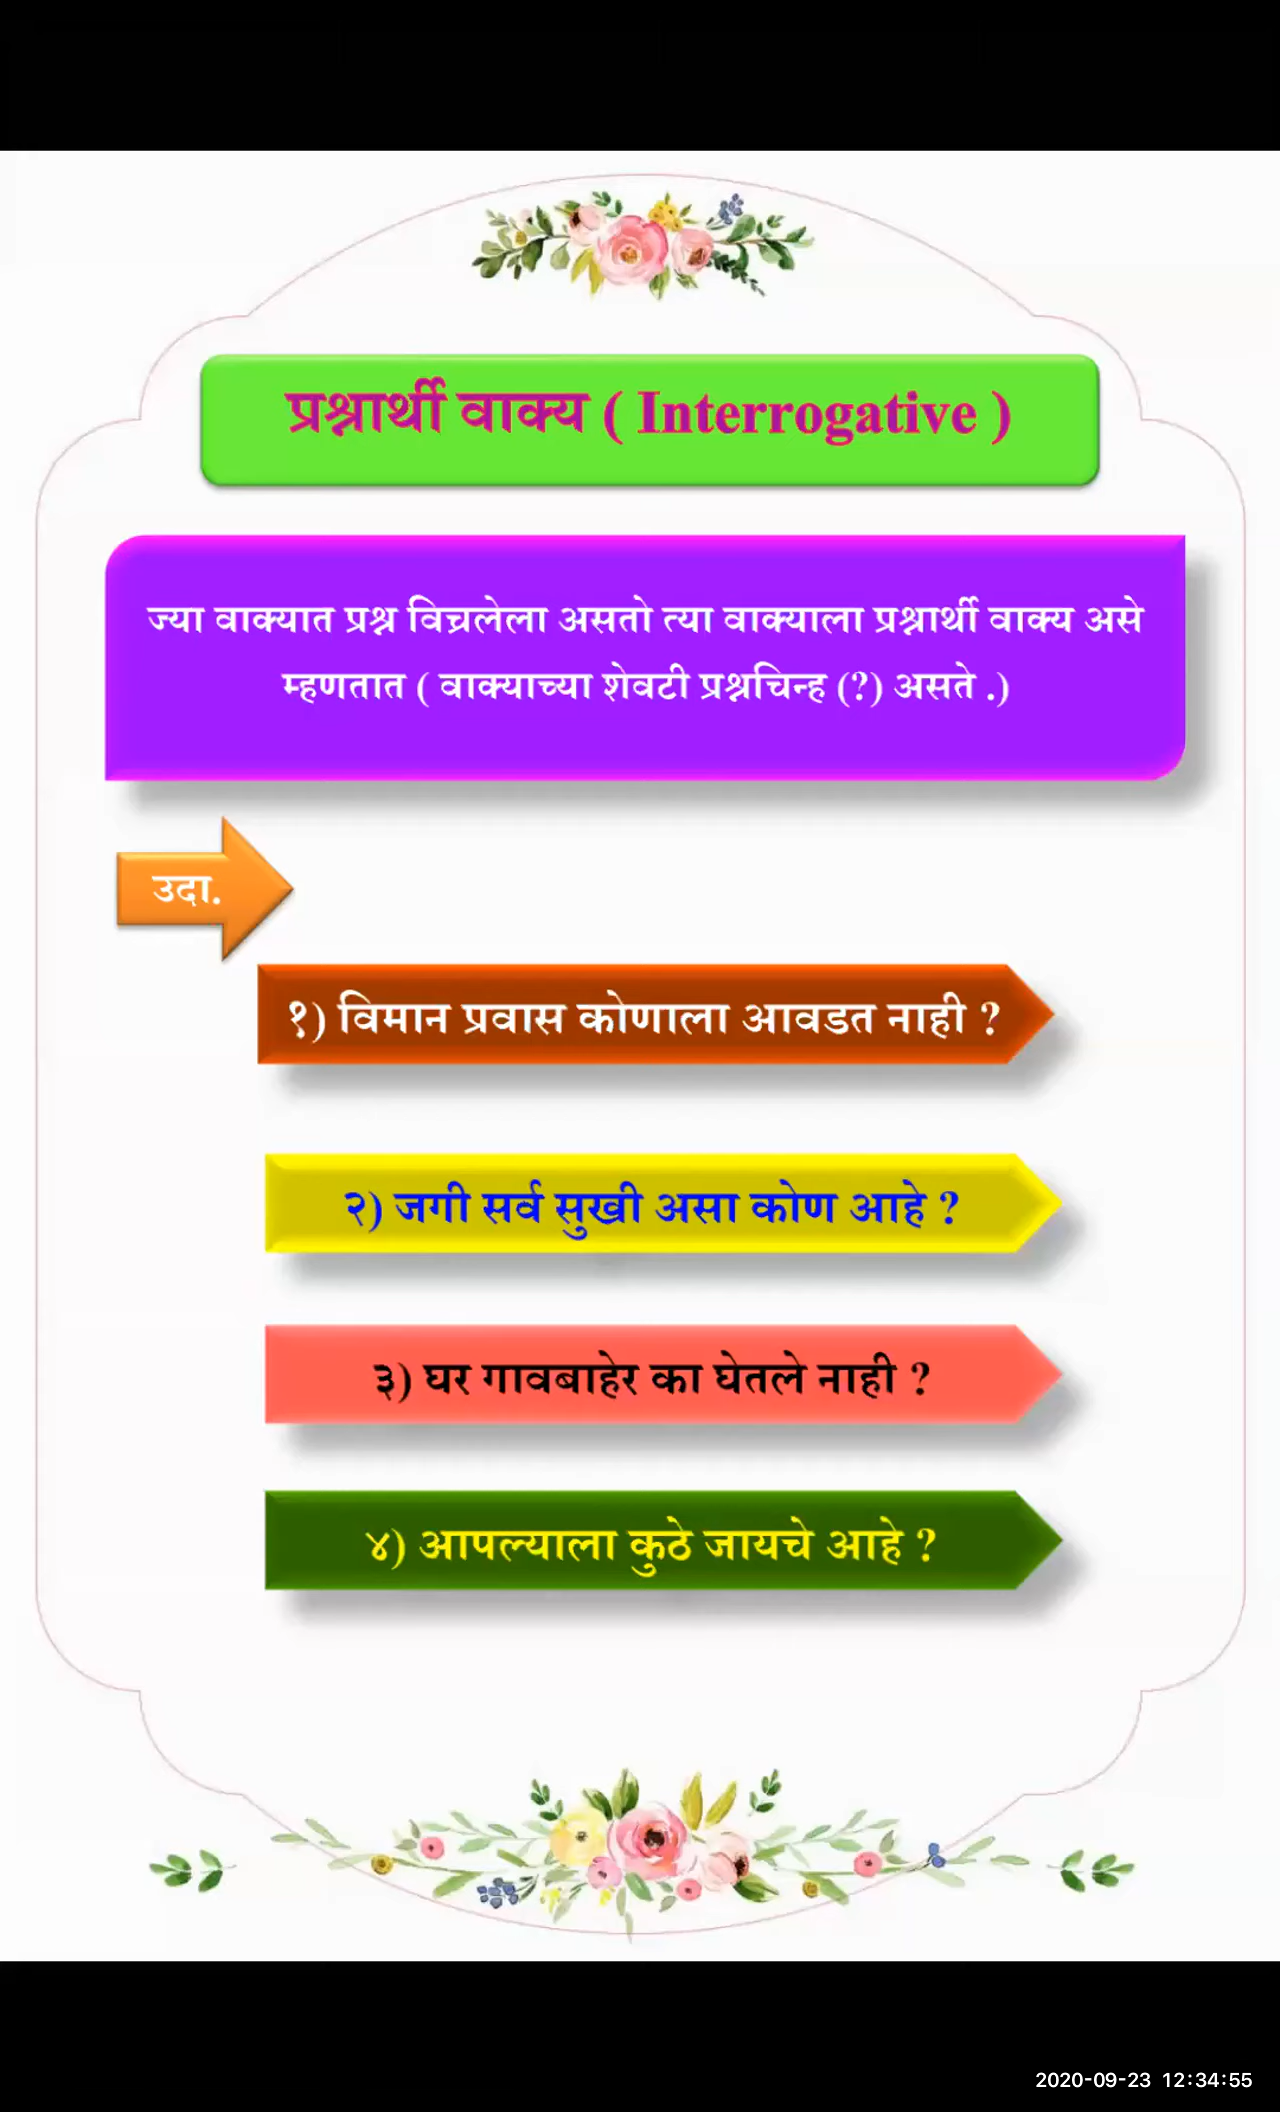 प्रश्नार्थी वाक्य ( Interrogative )
ज्या वाक्यात प्रश्न विच्रलेला असतो त्या वाक्याला प्रश्नार्थी वाक्य असे
म्हणतात ( वाक्याच्या शेवटी प्रश्नचिन्ह (?) असते .)
उदा.
१) विमान प्रवास कोणाला आवडत नाही ?
२) जगी सर्व सुखी असा कोण आहे ?
३) घर गावबाहेर का घेतले नाही ?
४) आपल्याला कुठे जायचे आहे ?
2020-09-23 12:34:55